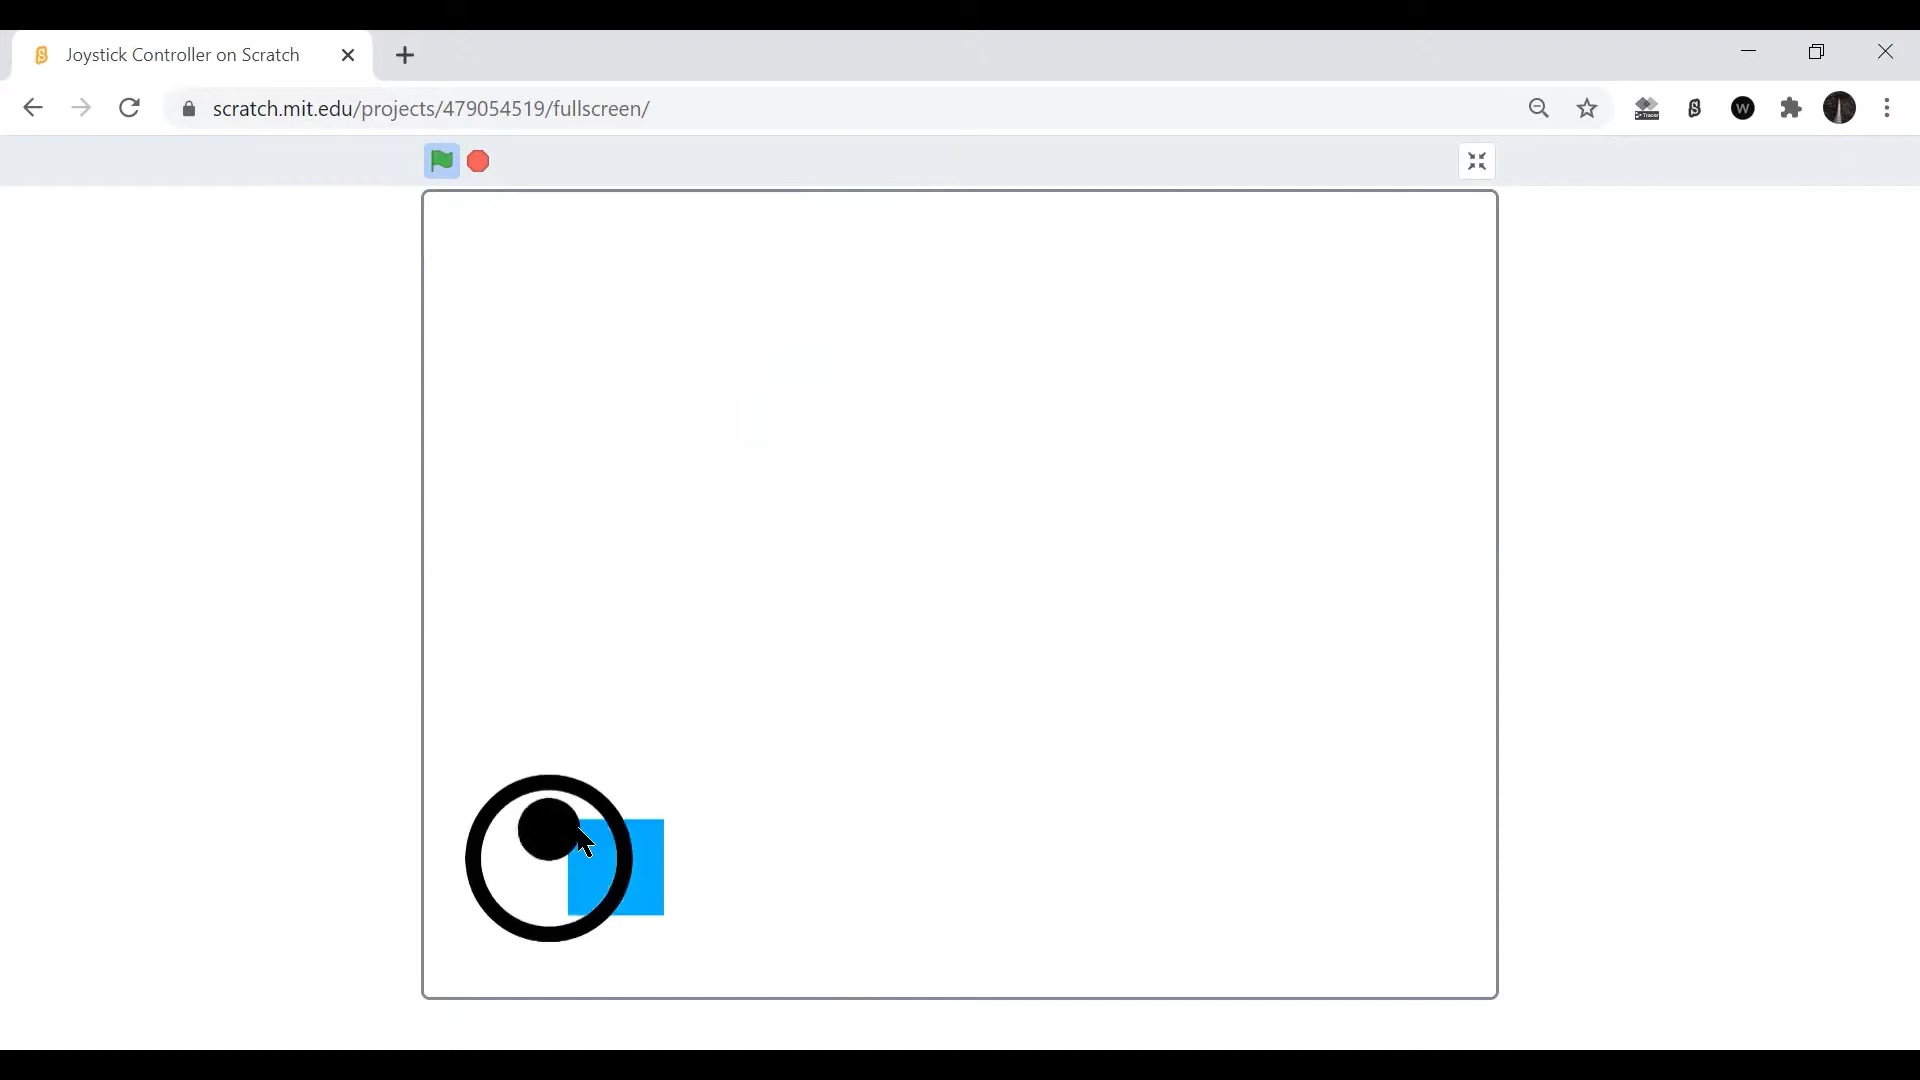 Joystick Controller on Scratch
scratch.mit.edu/projects/479054519/fullscreen/
W